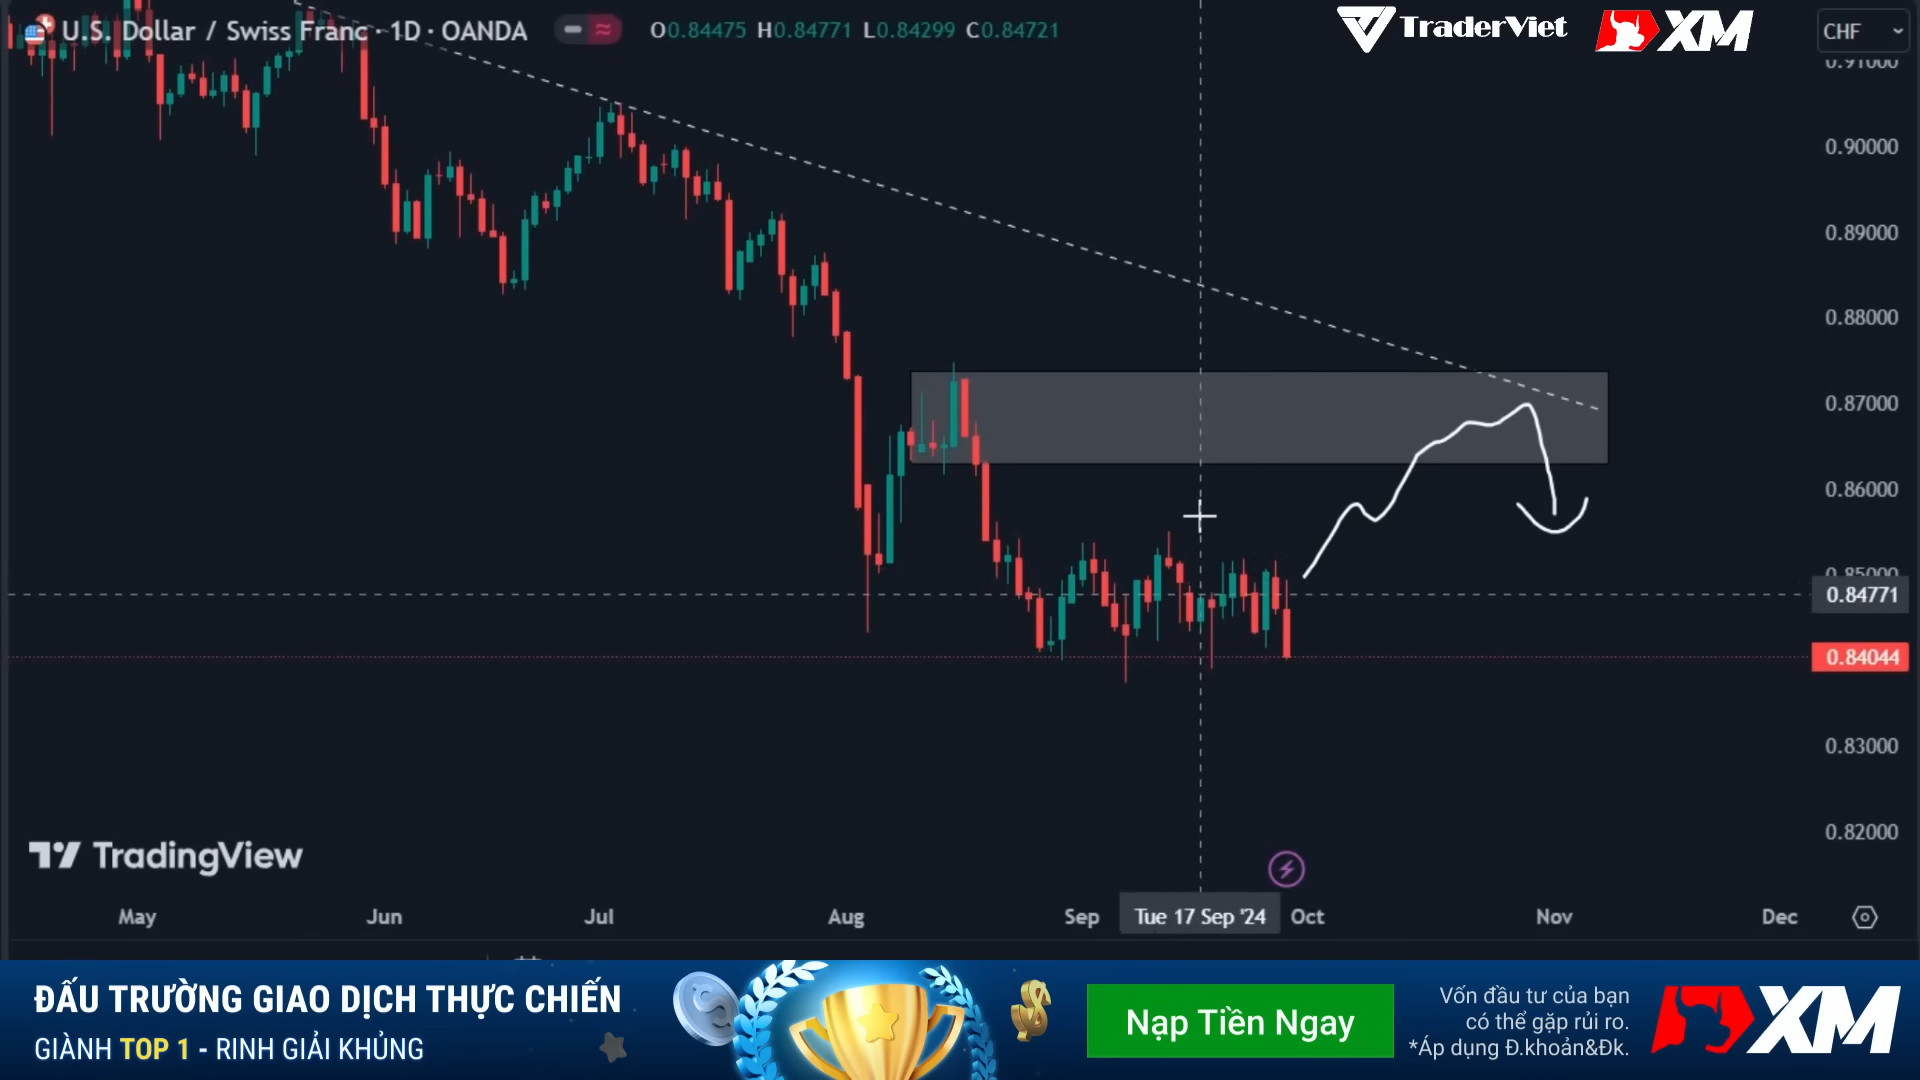 U.S. Dollar / Swiss Franc · 1D · OANDA
O0.84475 H0.84771 L0.84299 C0.84721
TraderViet
XM
CHF
0.91000
0.90000
0.89000
0.88000
0.87000
0.86000
0.85000
0.84771
0.84044
0.83000
0.82000
TradingView
May Jun Jul Aug Sep Tue 17 Sep '24 Oct Nov Dec
ĐẤU TRƯỜNG GIAO DỊCH THỰC CHIẾN
GIÀNH TOP 1 - RINH GIẢI KHỦNG
Nạp Tiền Ngay
Vốn đầu tư của bạn
có thể gặp rủi ro.
*Áp dụng Đ.khoản&Đk.
XM